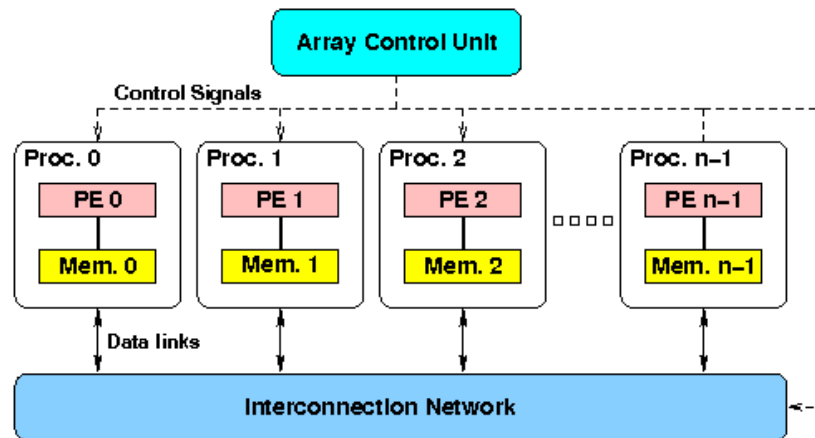 Array Control Unit
Control Signals
Proc. 0
Proc. 1
Proc. 2
Proc. n−1
PE 0
PE 1
PE 2
PE n−1
Mem. 0
Mem. 1
Mem. 2
Mem. n−1
Data links
Interconnection Network